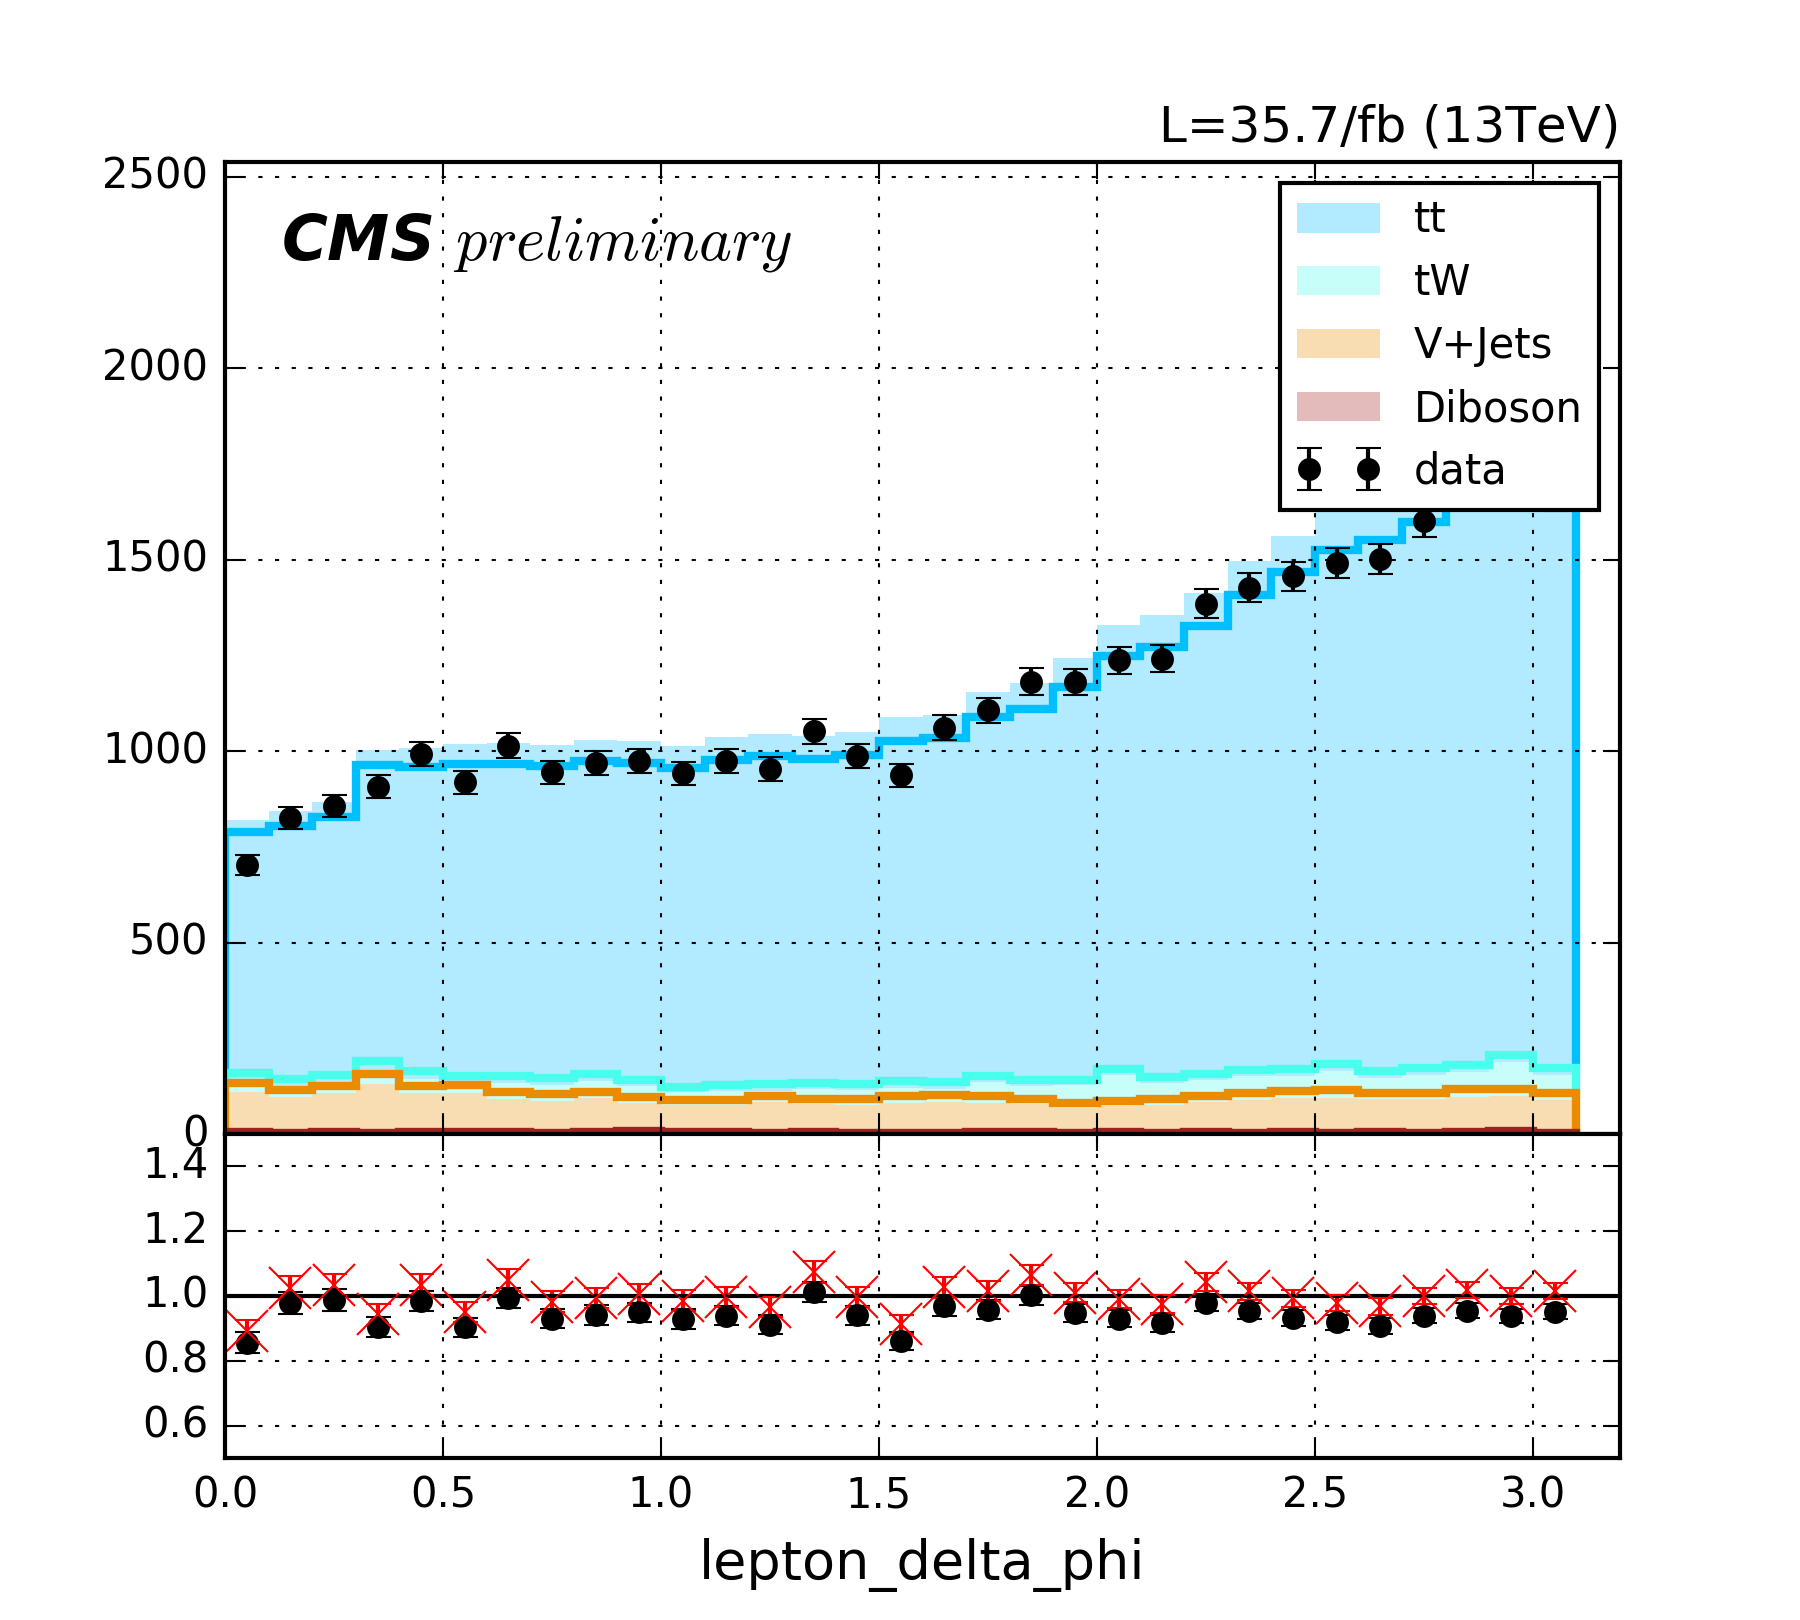 L=35.7/fb (13TeV)
CMS preliminary
tt
tW
V+Jets
Diboson
data
2500
2000
1500
1000
500
0
1.4
1.2
1.0
0.8
0.6
0.0 0.5 1.0 1.5 2.0 2.5 3.0
lepton_delta_phi